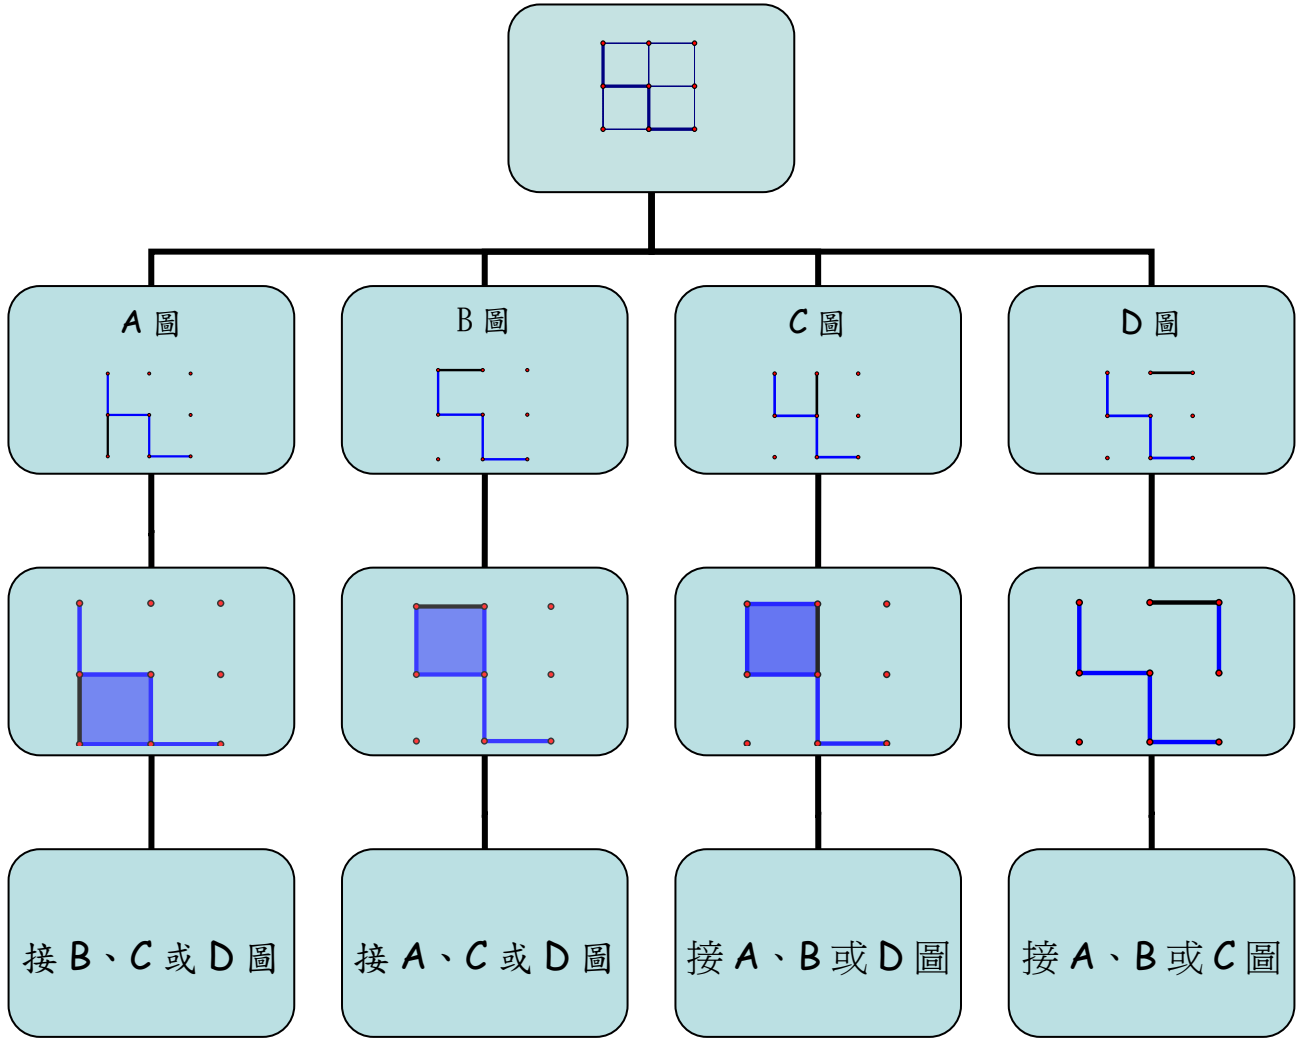 A 圖
B 圖
C 圖
D 圖
接 B、C 或 D 圖
接 A、C 或 D 圖
接 A、B 或 D 圖
接 A、B 或 C 圖